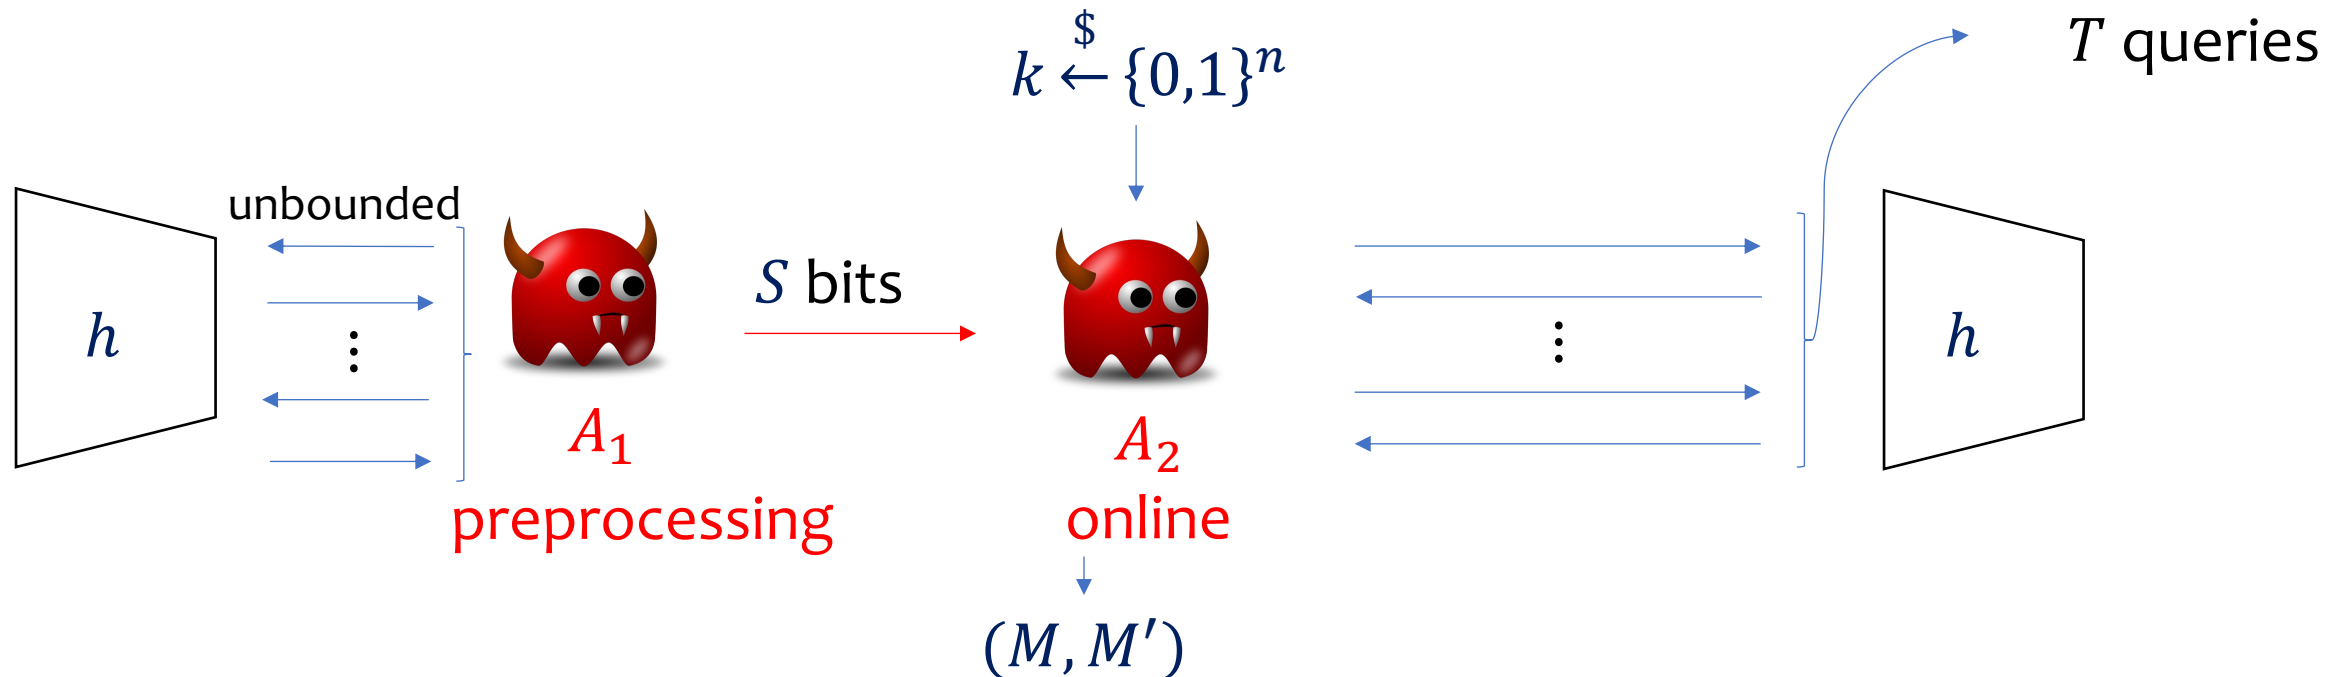 T queries
k $← {0,1}ⁿ
unbounded
h
⋮
S bits
⋮
h
A₁
A₂
preprocessing
online
(M, M′)